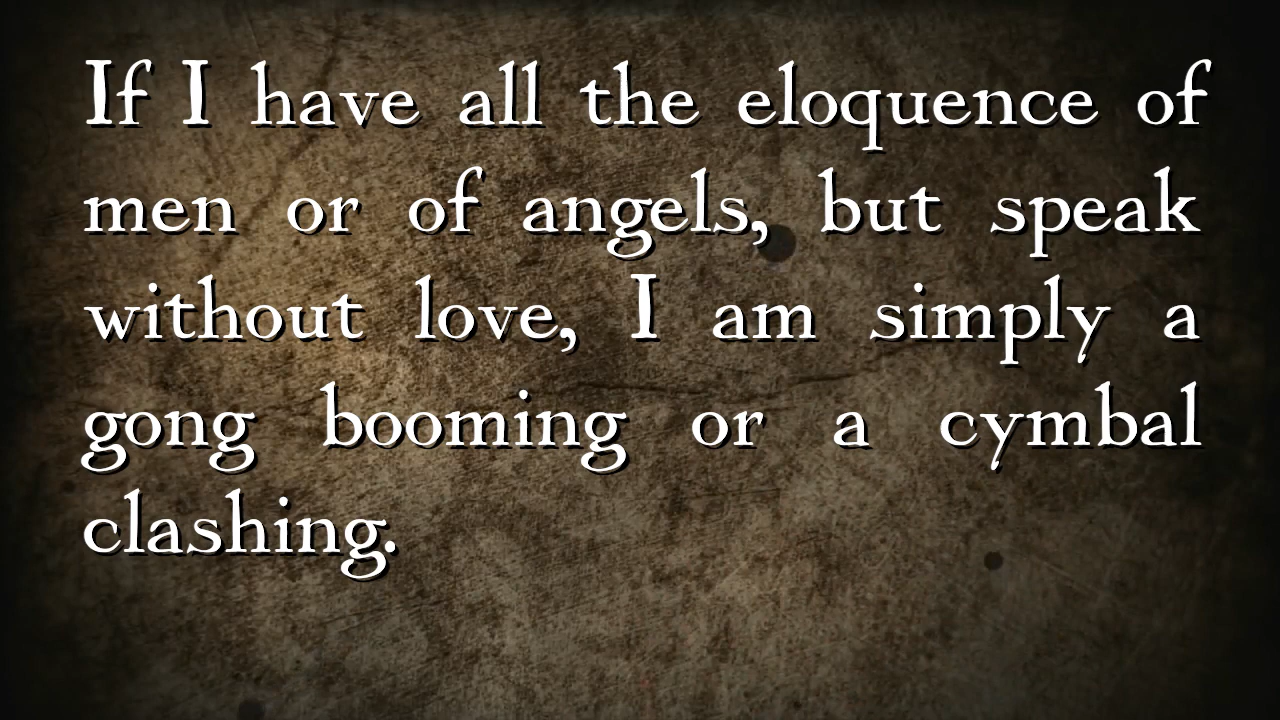 If I have all the eloquence of
men or of angels, but speak
without love, I am simply a
gong booming or a cymbal
clashing.